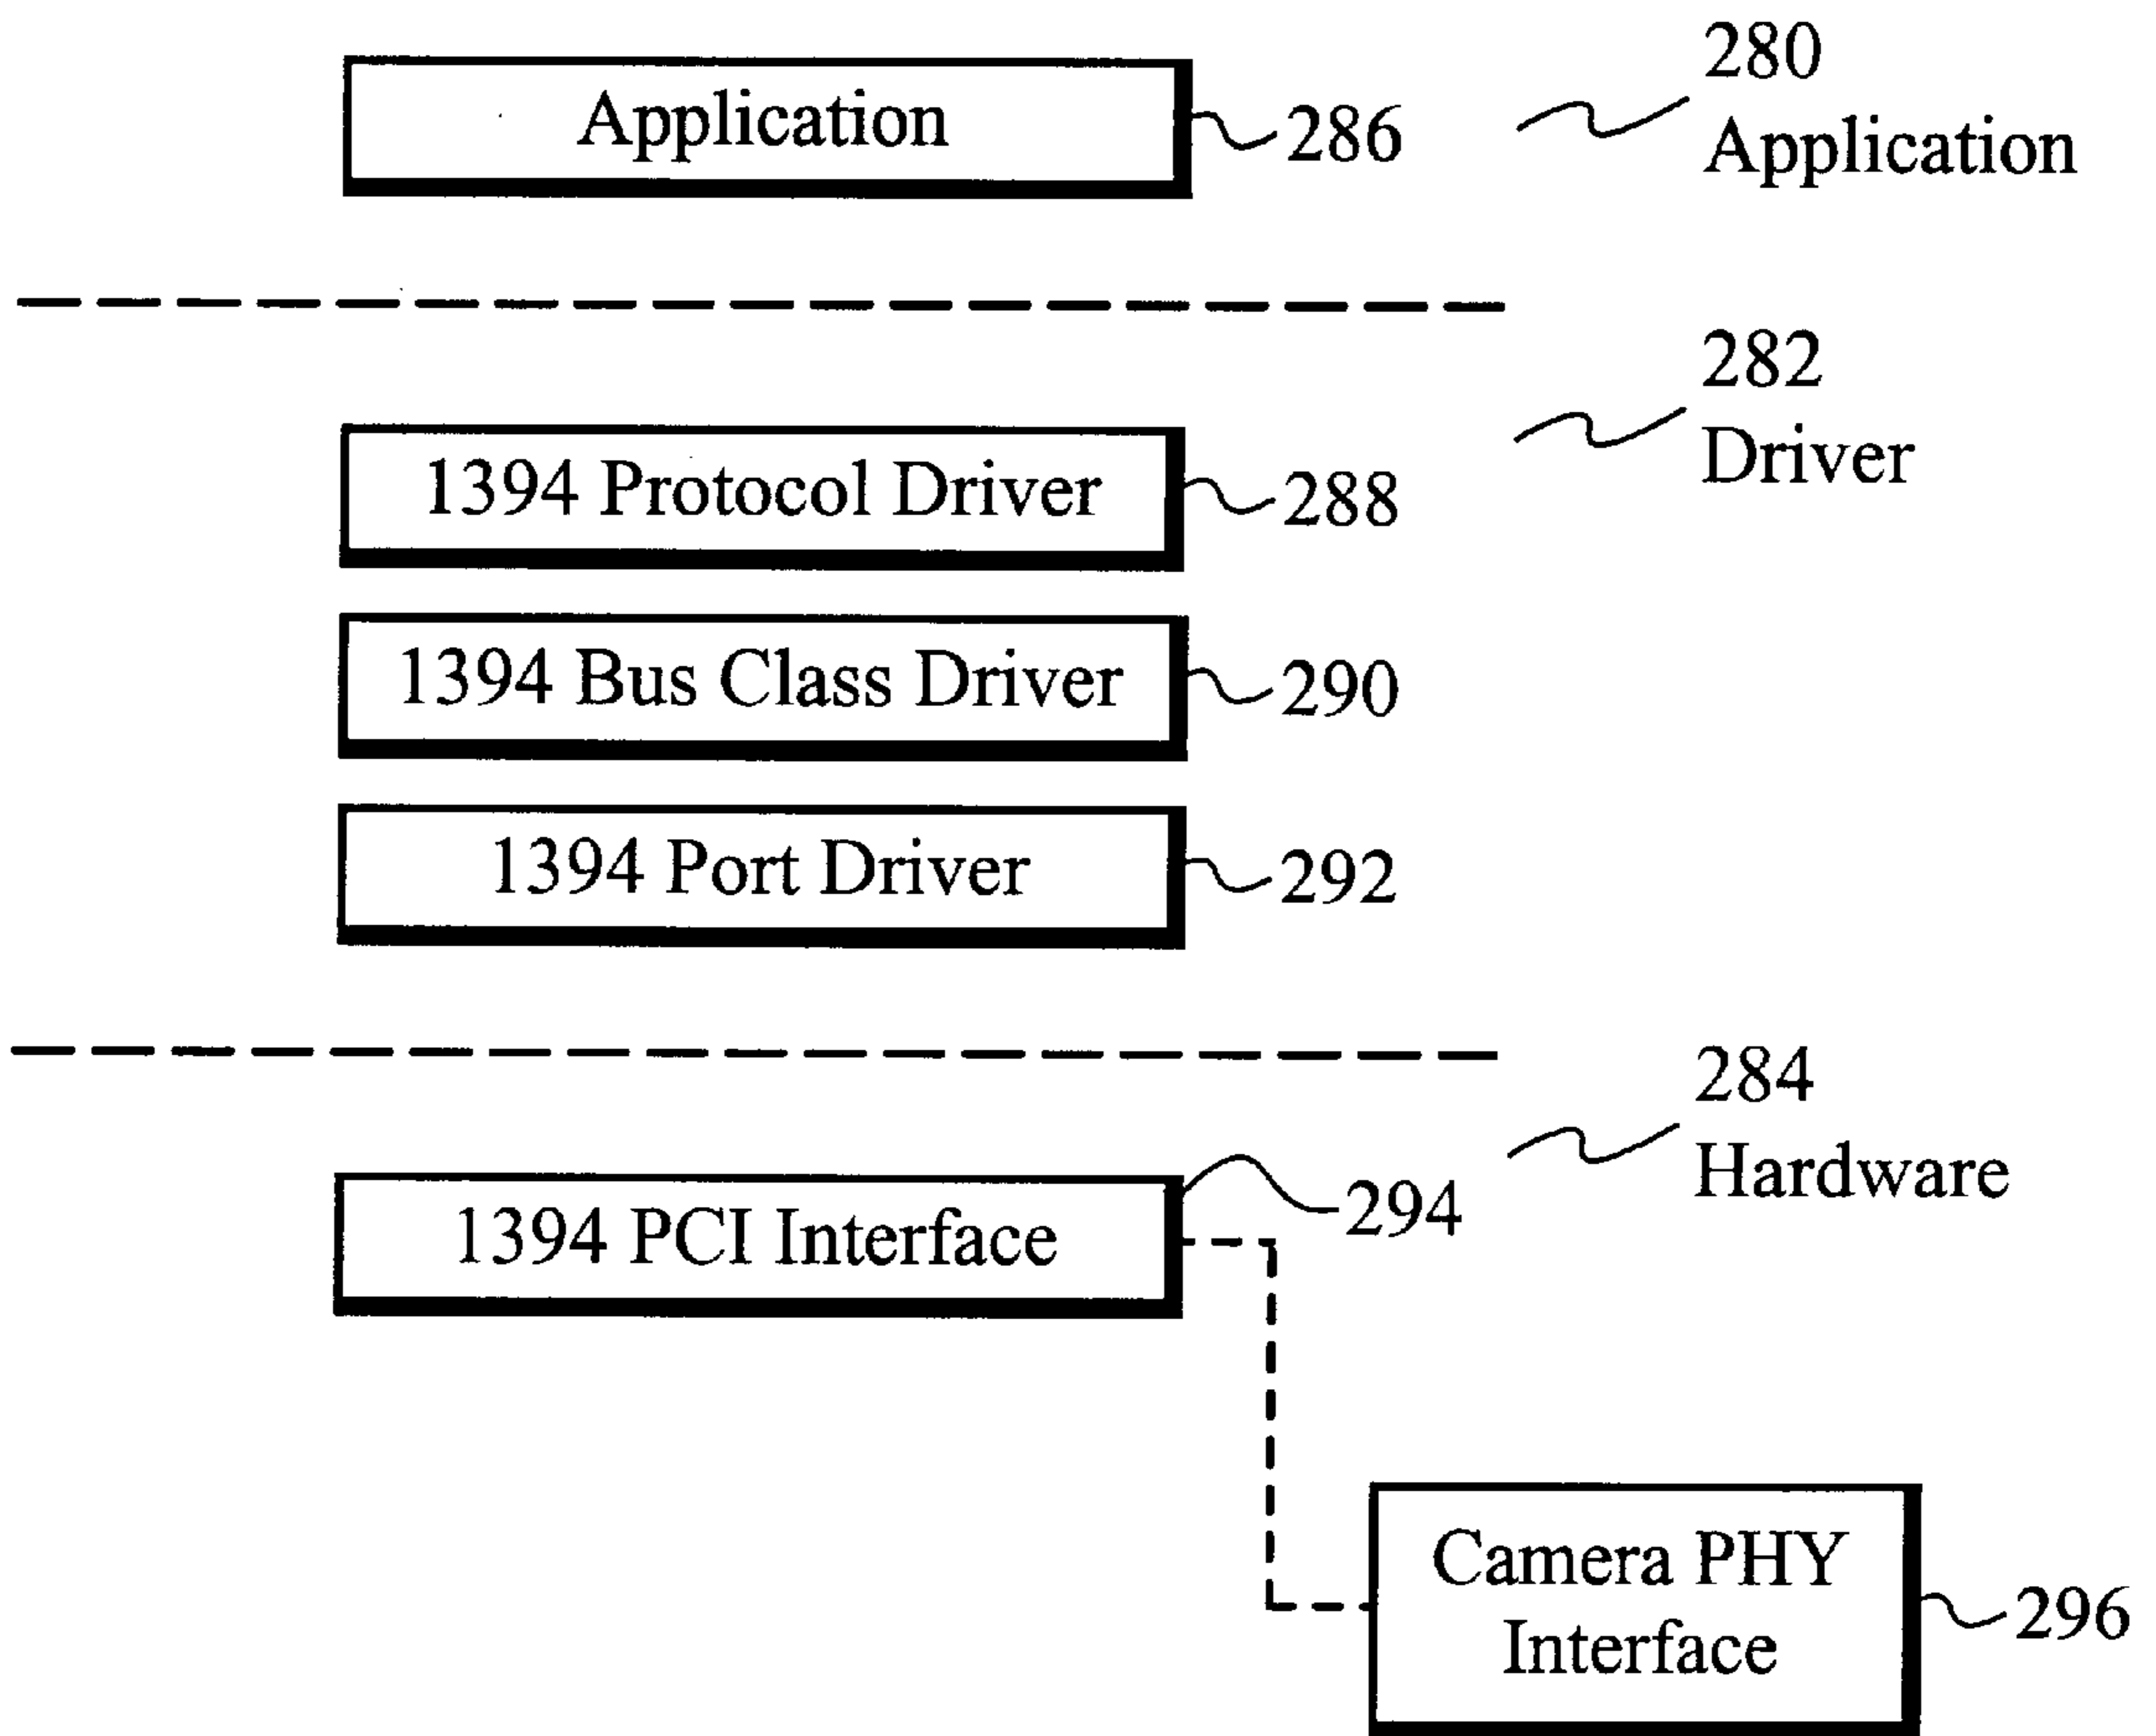 280
Application
286
Application
282
Driver
1394 Protocol Driver
288
1394 Bus Class Driver
290
1394 Port Driver
292
284
Hardware
1394 PCI Interface
294
Camera PHY
Interface
296